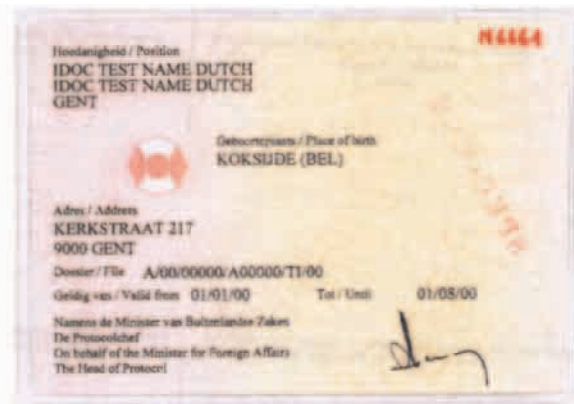 N4464
Hoedanigheid / Position
IDOC TEST NAME DUTCH
IDOC TEST NAME DUTCH
GENT
Geboorteplaats / Place of birth
KOKSIJDE (BEL)
Adres / Address
KERKSTRAAT 217
9000 GENT
Dossier / File A/00/00000/A00000/TI/00
Geldig van / Valid from 01/01/00 Tot / Until 01/08/00
Namens de Minister van Buitenlandse Zaken
De Protocolchef
On behalf of the Minister for Foreign Affairs
The Head of Protocol